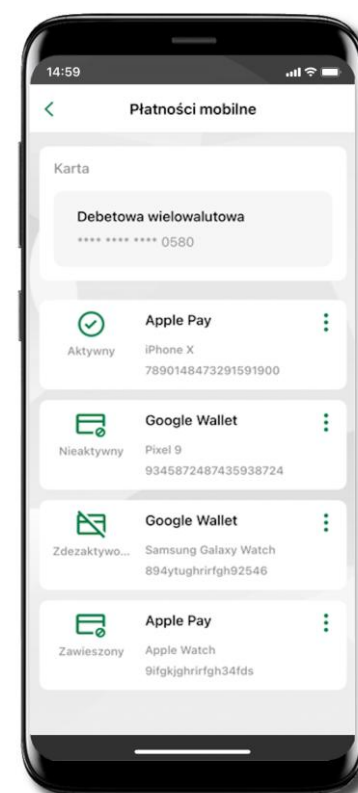 14:59
Płatności mobilne
Karta
Debetowa wielowalutowa
**** **** **** 0580
Apple Pay
Aktywny
iPhone X
7890148473291591900
Google Wallet
Nieaktywny
Pixel 9
9345872487435938724
Google Wallet
Zdezaktywo...
Samsung Galaxy Watch
894ytughrirfgh92546
Apple Pay
Zawieszony
Apple Watch
9ifgkjghrirfgh34fds